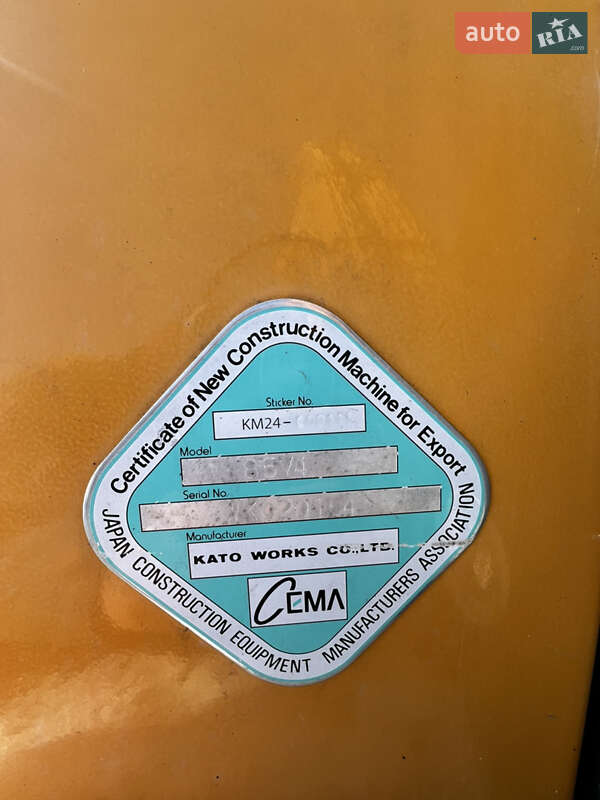 auto
RIA
.com
Certificate of New Construction Machine for Export
Sticker No.
KM24-
Model
Serial No.
Manufacturer
KATO WORKS CO.,LTD.
CEMA
JAPAN CONSTRUCTION EQUIPMENT MANUFACTURERS ASSOCIATION